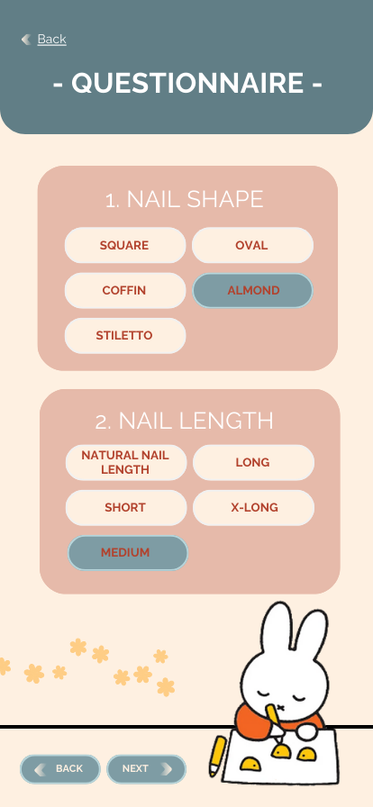 Back
- QUESTIONNAIRE -
1. NAIL SHAPE
SQUARE
OVAL
COFFIN
ALMOND
STILETTO
2. NAIL LENGTH
NATURAL NAIL
LENGTH
LONG
SHORT
X-LONG
MEDIUM
BACK
NEXT